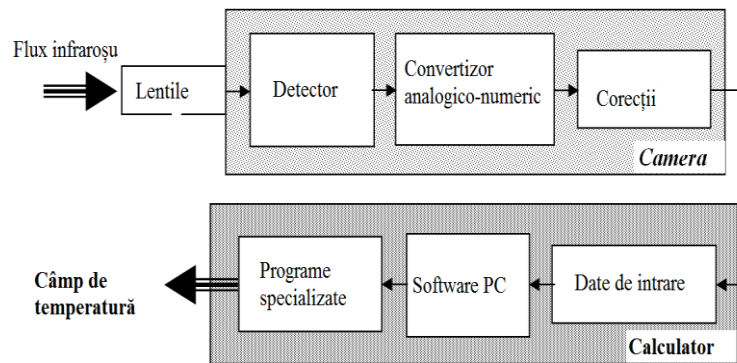 Flux infraroșu
Lentile
Detector
Convertizor
analogico-numeric
Corecții
Camera
Câmp de
temperatură
Programe
specializate
Software PC
Date de intrare
Calculator